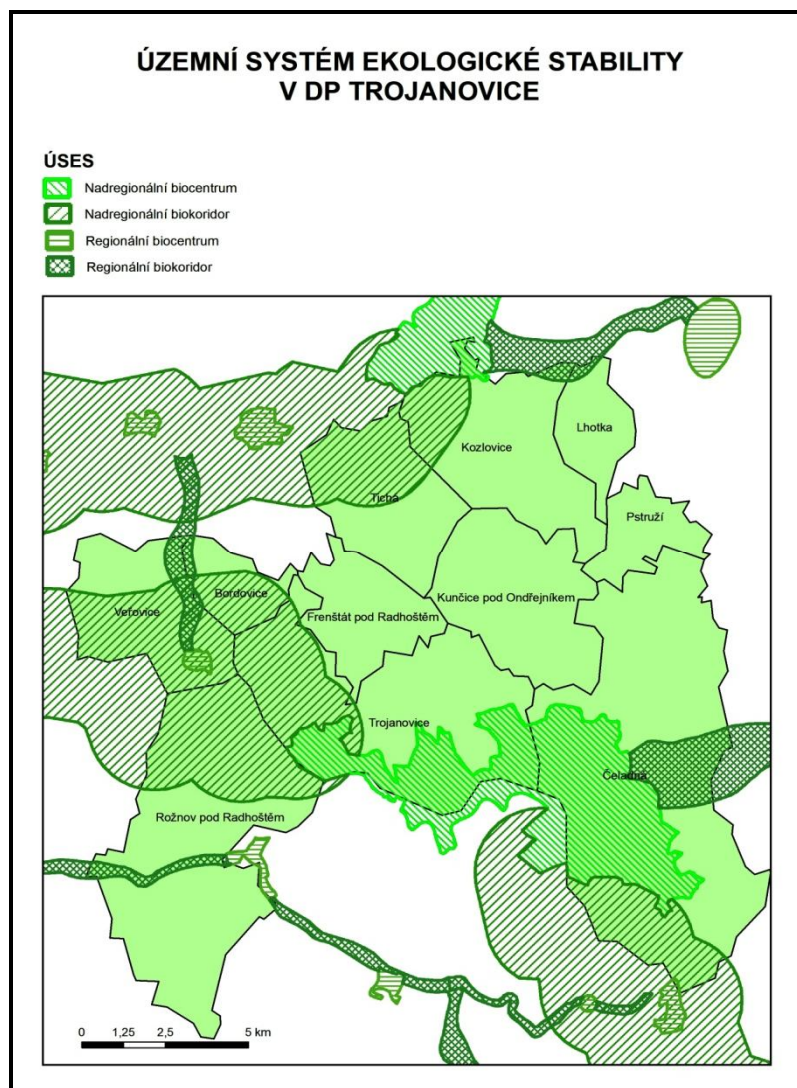 ÚZEMNÍ SYSTÉM EKOLOGICKÉ STABILITY
V DP TROJANOVICE
ÚSES
Nadregionální biocentrum
Nadregionální biokoridor
Regionální biocentrum
Regionální biokoridor
Lhotka
Kozlovice
Tichá
Pstruží
Bordovice
Kunčice pod Ondřejníkem
Veřovice
Frenštát pod Radhoštěm
Trojanovice
Čeladná
Rožnov pod Radhoštěm
0 1,25 2,5 5 km